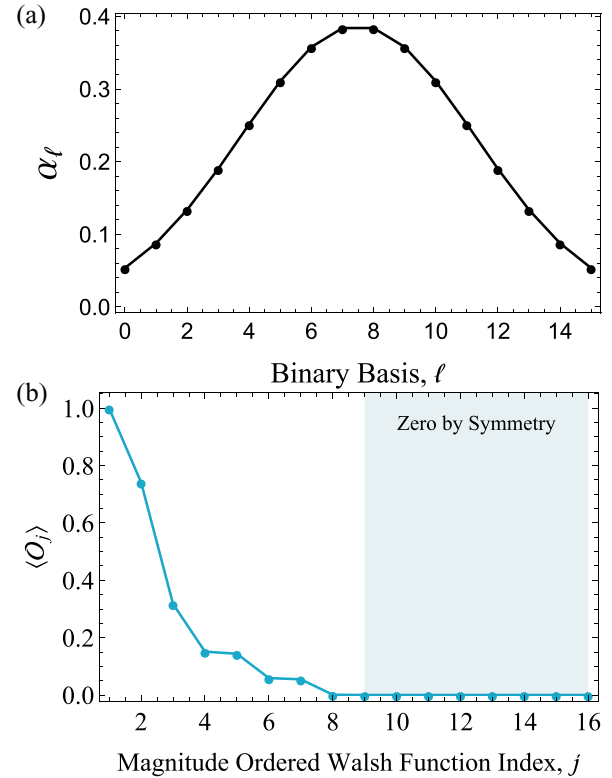 (a)
0.4
0.3
0.2
0.1
0.0
αℓ
0 2 4 6 8 10 12 14
Binary Basis, ℓ
(b)
1.0
0.8
0.6
0.4
0.2
0.0
⟨Oj⟩
Zero by Symmetry
2 4 6 8 10 12 14 16
Magnitude Ordered Walsh Function Index, j